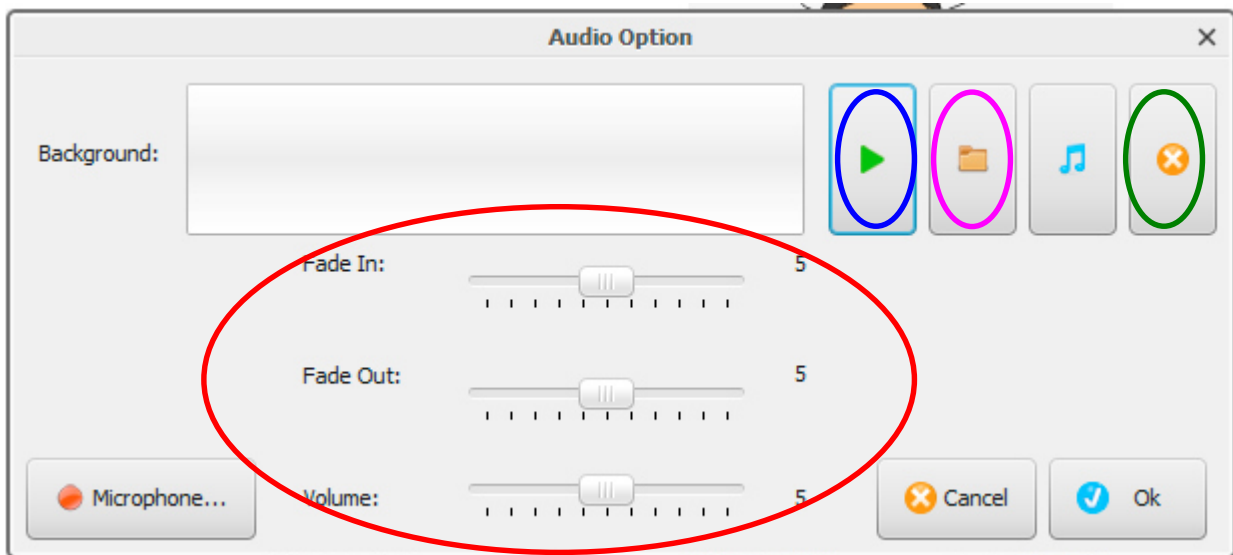 Audio Option
Background:
Fade In: 5
Fade Out: 5
Microphone... Volume: 5 Cancel Ok